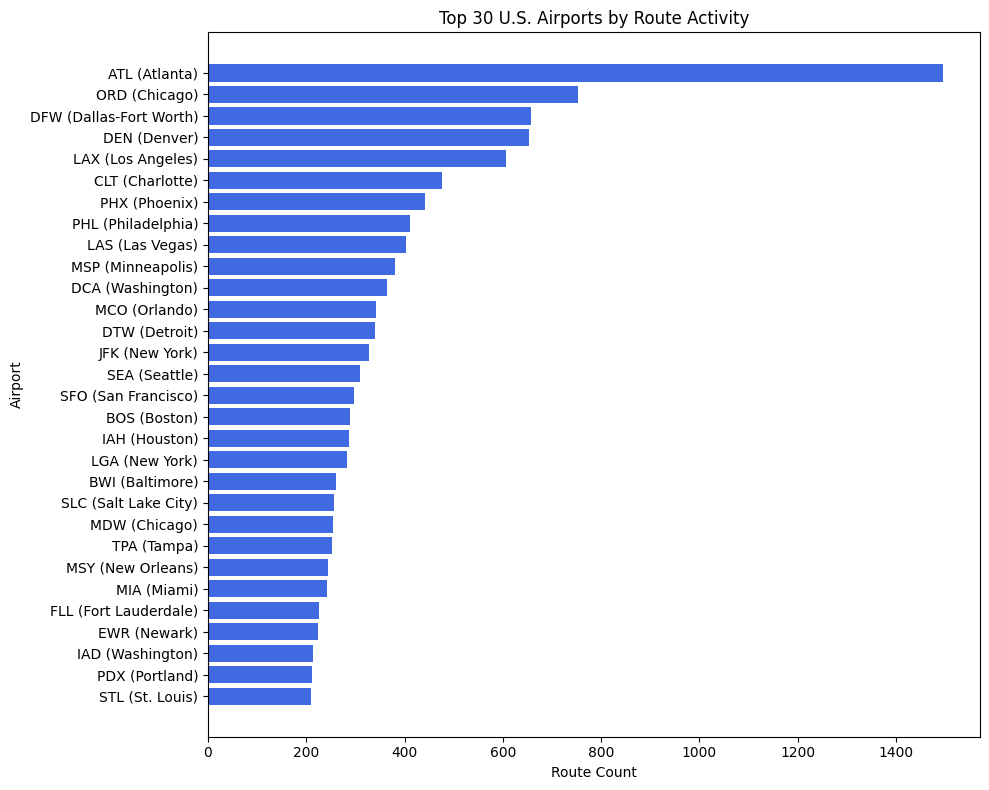 Top 30 U.S. Airports by Route Activity
Airport
ATL (Atlanta)
ORD (Chicago)
DFW (Dallas-Fort Worth)
DEN (Denver)
LAX (Los Angeles)
CLT (Charlotte)
PHX (Phoenix)
PHL (Philadelphia)
LAS (Las Vegas)
MSP (Minneapolis)
DCA (Washington)
MCO (Orlando)
DTW (Detroit)
JFK (New York)
SEA (Seattle)
SFO (San Francisco)
BOS (Boston)
IAH (Houston)
LGA (New York)
BWI (Baltimore)
SLC (Salt Lake City)
MDW (Chicago)
TPA (Tampa)
MSY (New Orleans)
MIA (Miami)
FLL (Fort Lauderdale)
EWR (Newark)
IAD (Washington)
PDX (Portland)
STL (St. Louis)
0 200 400 600 800 1000 1200 1400
Route Count